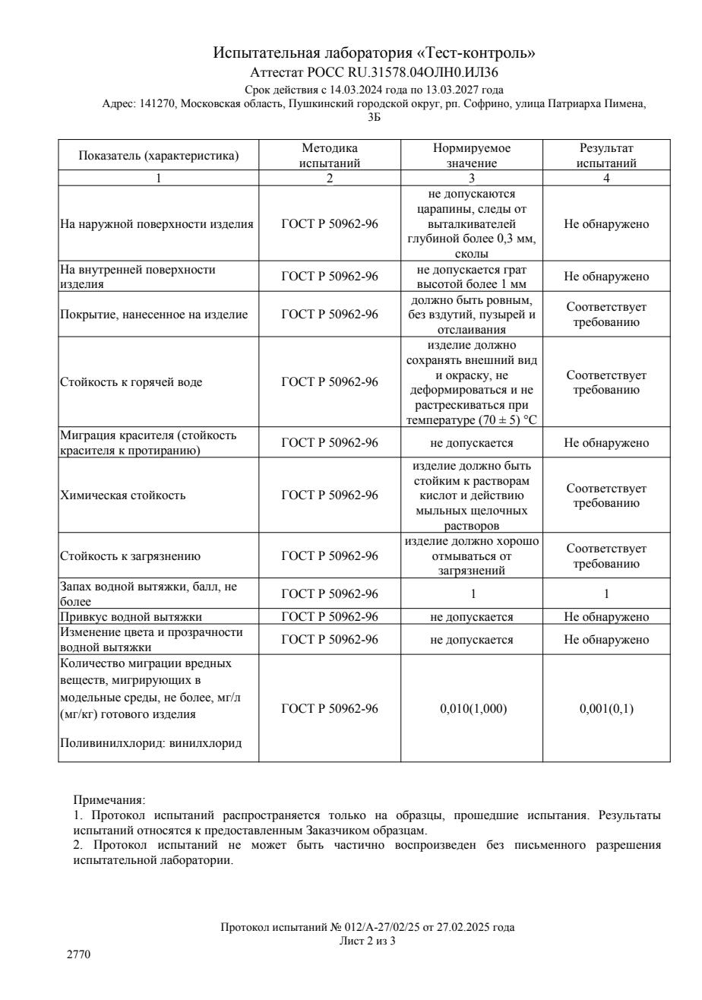 Испытательная лаборатория «Тест-контроль»
Аттестат РОСС RU.31578.04ОЛН0.ИЛ36
Срок действия с 14.03.2024 года по 13.03.2027 года
Адрес: 141270, Московская область, Пушкинский городской округ, рп. Софрино, улица Патриарха Пимена,
3Б
Показатель (характеристика)
Методика
испытаний
Нормируемое
значение
Результат
испытаний
1
2
3
4
На наружной поверхности изделия
ГОСТ Р 50962-96
не допускаются
царапины, следы от
выталкивателей
глубиной более 0,3 мм,
сколы
Не обнаружено
На внутренней поверхности
изделия
ГОСТ Р 50962-96
не допускается грат
высотой более 1 мм
Не обнаружено
Покрытие, нанесенное на изделие
ГОСТ Р 50962-96
должно быть ровным,
без вздутий, пузырей и
отслаивания
Соответствует
требованию
Стойкость к горячей воде
ГОСТ Р 50962-96
изделие должно
сохранять внешний вид
и окраску, не
деформироваться и не
растрескиваться при
температуре (70 ± 5) °С
Соответствует
требованию
Миграция красителя (стойкость
красителя к протиранию)
ГОСТ Р 50962-96
не допускается
Не обнаружено
Химическая стойкость
ГОСТ Р 50962-96
изделие должно быть
стойким к растворам
кислот и действию
мыльных щелочных
растворов
Соответствует
требованию
Стойкость к загрязнению
ГОСТ Р 50962-96
изделие должно хорошо
отмываться от
загрязнений
Соответствует
требованию
Запах водной вытяжки, балл, не
более
ГОСТ Р 50962-96
1
1
Привкус водной вытяжки
ГОСТ Р 50962-96
не допускается
Не обнаружено
Изменение цвета и прозрачности
водной вытяжки
ГОСТ Р 50962-96
не допускается
Не обнаружено
Количество миграции вредных
веществ, мигрирующих в
модельные среды, не более, мг/л
(мг/кг) готового изделия
Поливинилхлорид: винилхлорид
ГОСТ Р 50962-96
0,010(1,000)
0,001(0,1)
Примечания:
1. Протокол испытаний распространяется только на образцы, прошедшие испытания. Результаты
испытаний относятся к предоставленным Заказчиком образцам.
2. Протокол испытаний не может быть частично воспроизведен без письменного разрешения
испытательной лаборатории.
Протокол испытаний № 012/А-27/02/25 от 27.02.2025 года
Лист 2 из 3
2770